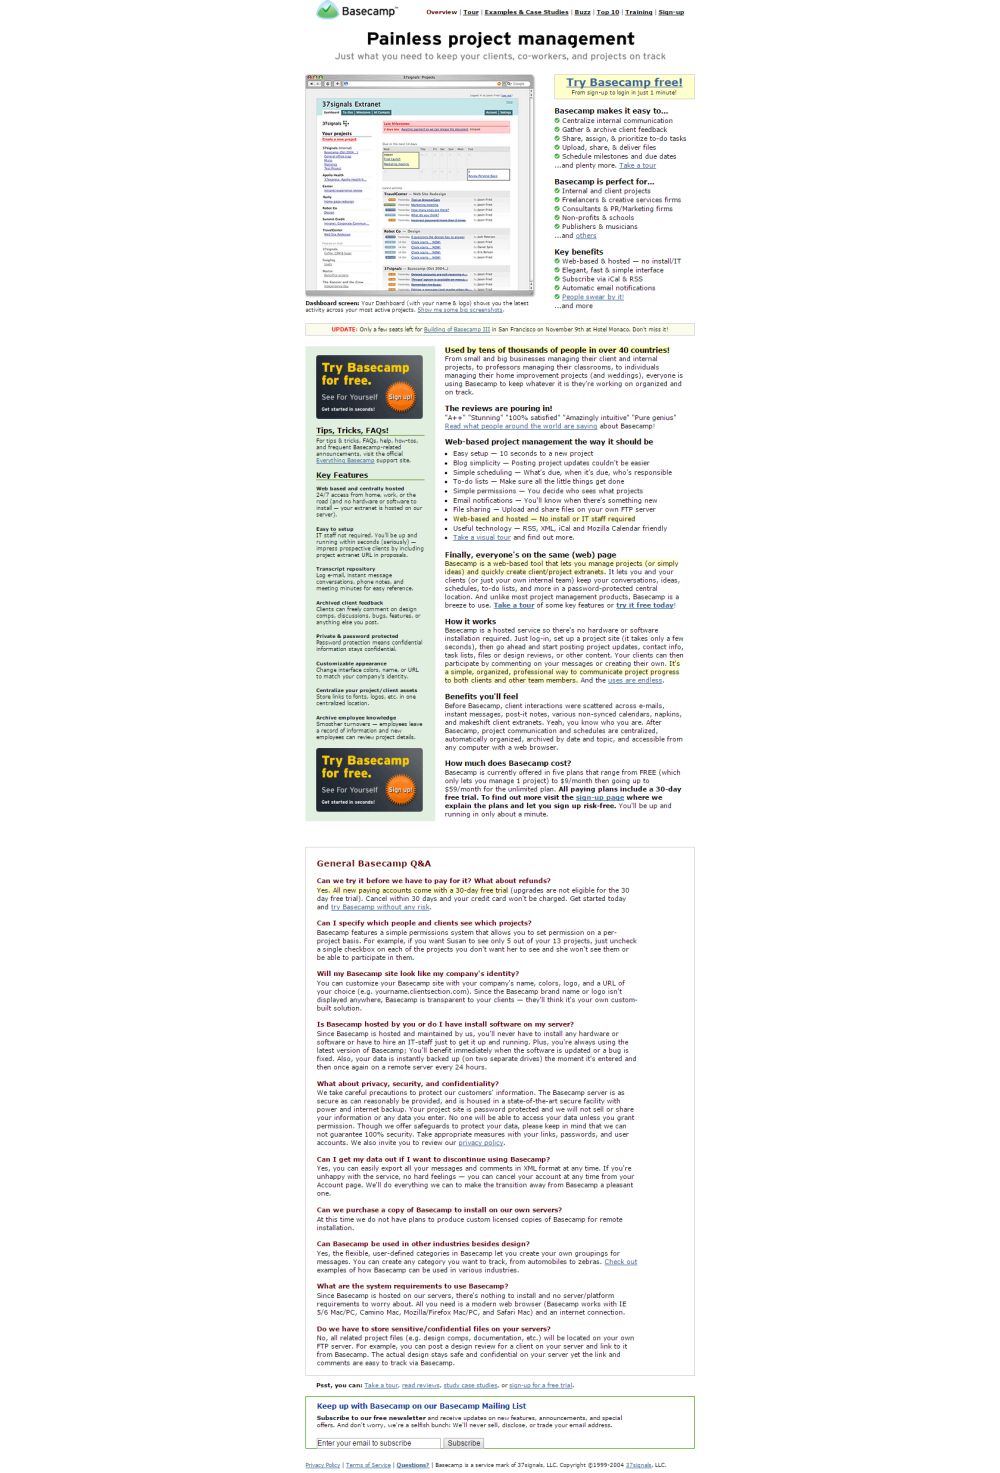 Basecamp™
Overview | Tour | Examples & Case Studies | Buzz | Top 10 | Training | Sign-up
Painless project management
Just what you need to keep your clients, co-workers, and projects on track
37signals: Projects
37signals Extranet
Your projects
Try Basecamp free!
From sign-up to login in just 1 minute!
Basecamp makes it easy to...
Centralize internal communication
Gather & archive client feedback
Share, assign, & prioritize to-do tasks
Upload, share, & deliver files
Schedule milestones and due dates
...and plenty more. Take a tour
Basecamp is perfect for...
Internal and client projects
Freelancers & creative services firms
Consultants & PR/Marketing firms
Non-profits & schools
Publishers & musicians
...and others
Key benefits
Web-based & hosted — no install/IT
Elegant, fast & simple interface
Subscribe via iCal & RSS
Automatic email notifications
People swear by it!
...and more
Dashboard screen: Your Dashboard (with your name & logo) shows you the latest
activity across your most active projects. Show me some big screenshots.
UPDATE: Only a few seats left for Building of Basecamp III in San Francisco on November 9th at Hotel Monaco. Don't miss it!
Try Basecamp
for free.
See For Yourself
Sign up!
Get started in seconds!
Tips, Tricks, FAQs!
For tips & tricks, FAQs, help, how-tos,
and frequent Basecamp-related
announcements, visit the official
Everything Basecamp support site.
Key Features
Web based and centrally hosted
24/7 access from home, work, or the
road (and no hardware or software to
install — your extranet is hosted on our
server).
Easy to setup
IT staff not required. You'll be up and
running within seconds (seriously) —
impress prospective clients by including
project extranet URL in proposals.
Transcript repository
Log e-mail, instant message
conversations, phone notes, and
meeting minutes for easy reference.
Archived client feedback
Clients can freely comment on design
comps, discussions, bugs, features, or
anything else you post.
Private & password protected
Password protection means confidential
information stays confidential.
Customizable appearance
Change interface colors, name, or URL
to match your company's identity.
Centralize your project/client assets
Store links to fonts, logos, etc. in one
centralized location.
Archive employee knowledge
Smoother turnovers — employees leave
a record of information and new
employees can review project details.
Try Basecamp
for free.
See For Yourself
Sign up!
Get started in seconds!
Used by tens of thousands of people in over 40 countries!
From small and big businesses managing their client and internal
projects, to professors managing their classrooms, to individuals
managing their home improvement projects (and weddings), everyone is
using Basecamp to keep whatever it is they're working on organized and
on track.
The reviews are pouring in!
"A++" "Stunning" "100% satisfied" "Amazingly intuitive" "Pure genius"
Read what people around the world are saying about Basecamp!
Web-based project management the way it should be
Easy setup — 10 seconds to a new project
Blog simplicity — Posting project updates couldn't be easier
Simple scheduling — What's due, when it's due, who's responsible
To-do lists — Make sure all the little things get done
Simple permissions — You decide who sees what projects
Email notifications — You'll know when there's something new
File sharing — Upload and share files on your own FTP server
Web-based and hosted — No install or IT staff required
Useful technology — RSS, XML, iCal and Mozilla Calendar friendly
Take a visual tour and find out more.
Finally, everyone's on the same (web) page
Basecamp is a web-based tool that lets you manage projects (or simply
ideas) and quickly create client/project extranets. It lets you and your
clients (or just your own internal team) keep your conversations, ideas,
schedules, to-do lists, and more in a password-protected central
location. And unlike most project management products, Basecamp is a
breeze to use. Take a tour of some key features or try it free today!
How it works
Basecamp is a hosted service so there's no hardware or software
installation required. Just log-in, set up a project site (it takes only a few
seconds), then go ahead and start posting project updates, contact info,
task lists, files or design reviews, or other content. Your clients can then
participate by commenting on your messages or creating their own. It's
a simple, organized, professional way to communicate project progress
to both clients and other team members. And the uses are endless.
Benefits you'll feel
Before Basecamp, client interactions were scattered across e-mails,
instant messages, post-it notes, various non-synced calendars, napkins,
and makeshift client extranets. Yeah, you know who you are. After
Basecamp, project communication and schedules are centralized,
automatically organized, archived by date and topic, and accessible from
any computer with a web browser.
How much does Basecamp cost?
Basecamp is currently offered in five plans that range from FREE (which
only lets you manage 1 project) to $9/month then going up to
$59/month for the unlimited plan. All paying plans include a 30-day
free trial. To find out more visit the sign-up page where we
explain the plans and let you sign up risk-free. You'll be up and
running in only about a minute.
General Basecamp Q&A
Can we try it before we have to pay for it? What about refunds?
Yes. All new paying accounts come with a 30-day free trial (upgrades are not eligible for the 30
day free trial). Cancel within 30 days and your credit card won't be charged. Get started today
and try Basecamp without any risk.
Can I specify which people and clients see which projects?
Basecamp features a simple permissions system that allows you to set permission on a per-
project basis. For example, if you want Susan to see only 5 out of your 13 projects, just uncheck
a single checkbox on each of the projects you don't want her to see and she won't see them or
be able to participate in them.
Will my Basecamp site look like my company's identity?
You can customize your Basecamp site with your company's name, colors, logo, and a URL of
your choice (e.g. yourname.clientsection.com). Since the Basecamp brand name or logo isn't
displayed anywhere, Basecamp is transparent to your clients — they'll think it's your own custom-
built solution.
Is Basecamp hosted by you or do I have install software on my server?
Since Basecamp is hosted and maintained by us, you'll never have to install any hardware or
software or have to hire an IT-staff just to get it up and running. Plus, you're always using the
latest version of Basecamp; You'll benefit immediately when the software is updated or a bug is
fixed. Also, your data is instantly backed up (on two separate drives) the moment it's entered and
then once again on a remote server every 24 hours.
What about privacy, security, and confidentiality?
We take careful precautions to protect our customers' information. The Basecamp server is as
secure as can reasonably be provided, and is housed in a state-of-the-art secure facility with
power and internet backup. Your project site is password protected and we will not sell or share
your information or any data you enter. No one will be able to access your data unless you grant
permission. Though we offer safeguards to protect your data, please keep in mind that we can
not guarantee 100% security. Take appropriate measures with your links, passwords, and user
accounts. We also invite you to review our privacy policy.
Can I get my data out if I want to discontinue using Basecamp?
Yes, you can easily export all your messages and comments in XML format at any time. If you're
unhappy with the service, no hard feelings — you can cancel your account at any time from your
Account page. We'll do everything we can to make the transition away from Basecamp a pleasant
one.
Can we purchase a copy of Basecamp to install on our own servers?
At this time we do not have plans to produce custom licensed copies of Basecamp for remote
installation.
Can Basecamp be used in other industries besides design?
Yes, the flexible, user-defined categories in Basecamp let you create your own groupings for
messages. You can create any category you want to track, from automobiles to zebras. Check out
examples of how Basecamp can be used in various industries.
What are the system requirements to use Basecamp?
Since Basecamp is hosted on our servers, there's nothing to install and no server/platform
requirements to worry about. All you need is a modern web browser (Basecamp works with IE
5/6 Mac/PC, Camino Mac, Mozilla/Firefox Mac/PC, and Safari Mac) and an internet connection.
Do we have to store sensitive/confidential files on your servers?
No, all related project files (e.g. design comps, documentation, etc.) will be located on your own
FTP server. For example, you can post a design review for a client on your server and link to it
from Basecamp. The actual design stays safe and confidential on your server yet the link and
comments are easy to track via Basecamp.
Psst, you can: Take a tour, read reviews, study case studies, or sign-up for a free trial.
Keep up with Basecamp on our Basecamp Mailing List
Subscribe to our free newsletter and receive updates on new features, announcements, and special
offers. And don't worry, we're a selfish bunch: We'll never sell, disclose, or trade your email address.
Enter your email to subscribe
Subscribe
Privacy Policy | Terms of Service | Questions? | Basecamp is a service mark of 37signals, LLC. Copyright ©1999-2004 37signals, LLC.